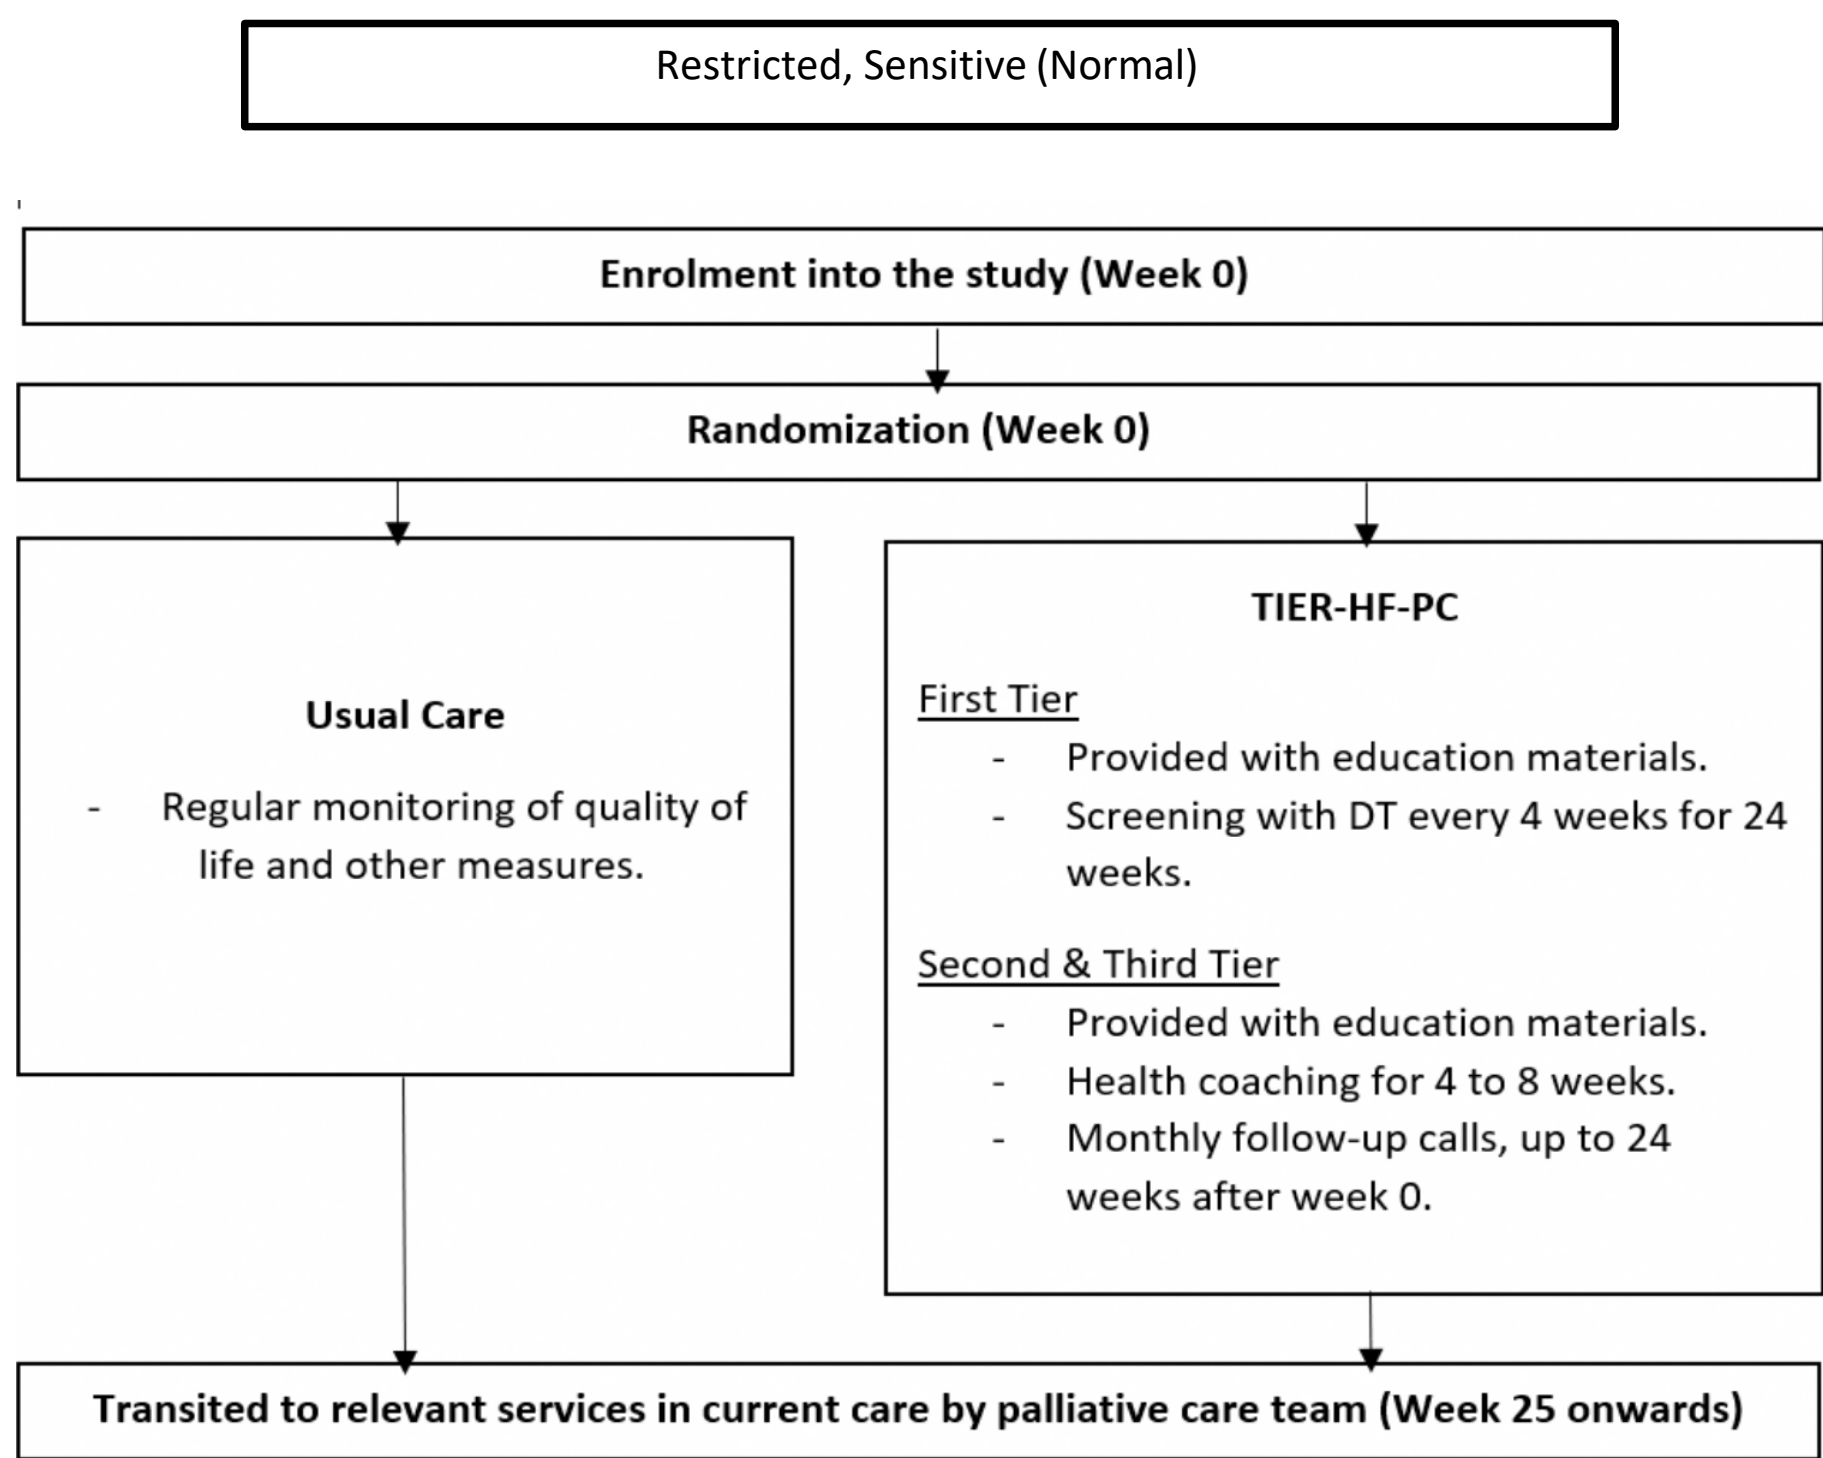 Restricted, Sensitive (Normal)
Enrolment into the study (Week 0)
Randomization (Week 0)
Usual Care
- Regular monitoring of quality of
life and other measures.
TIER-HF-PC
First Tier
- Provided with education materials.
- Screening with DT every 4 weeks for 24
weeks.
Second & Third Tier
- Provided with education materials.
- Health coaching for 4 to 8 weeks.
- Monthly follow-up calls, up to 24
weeks after week 0.
Transited to relevant services in current care by palliative care team (Week 25 onwards)